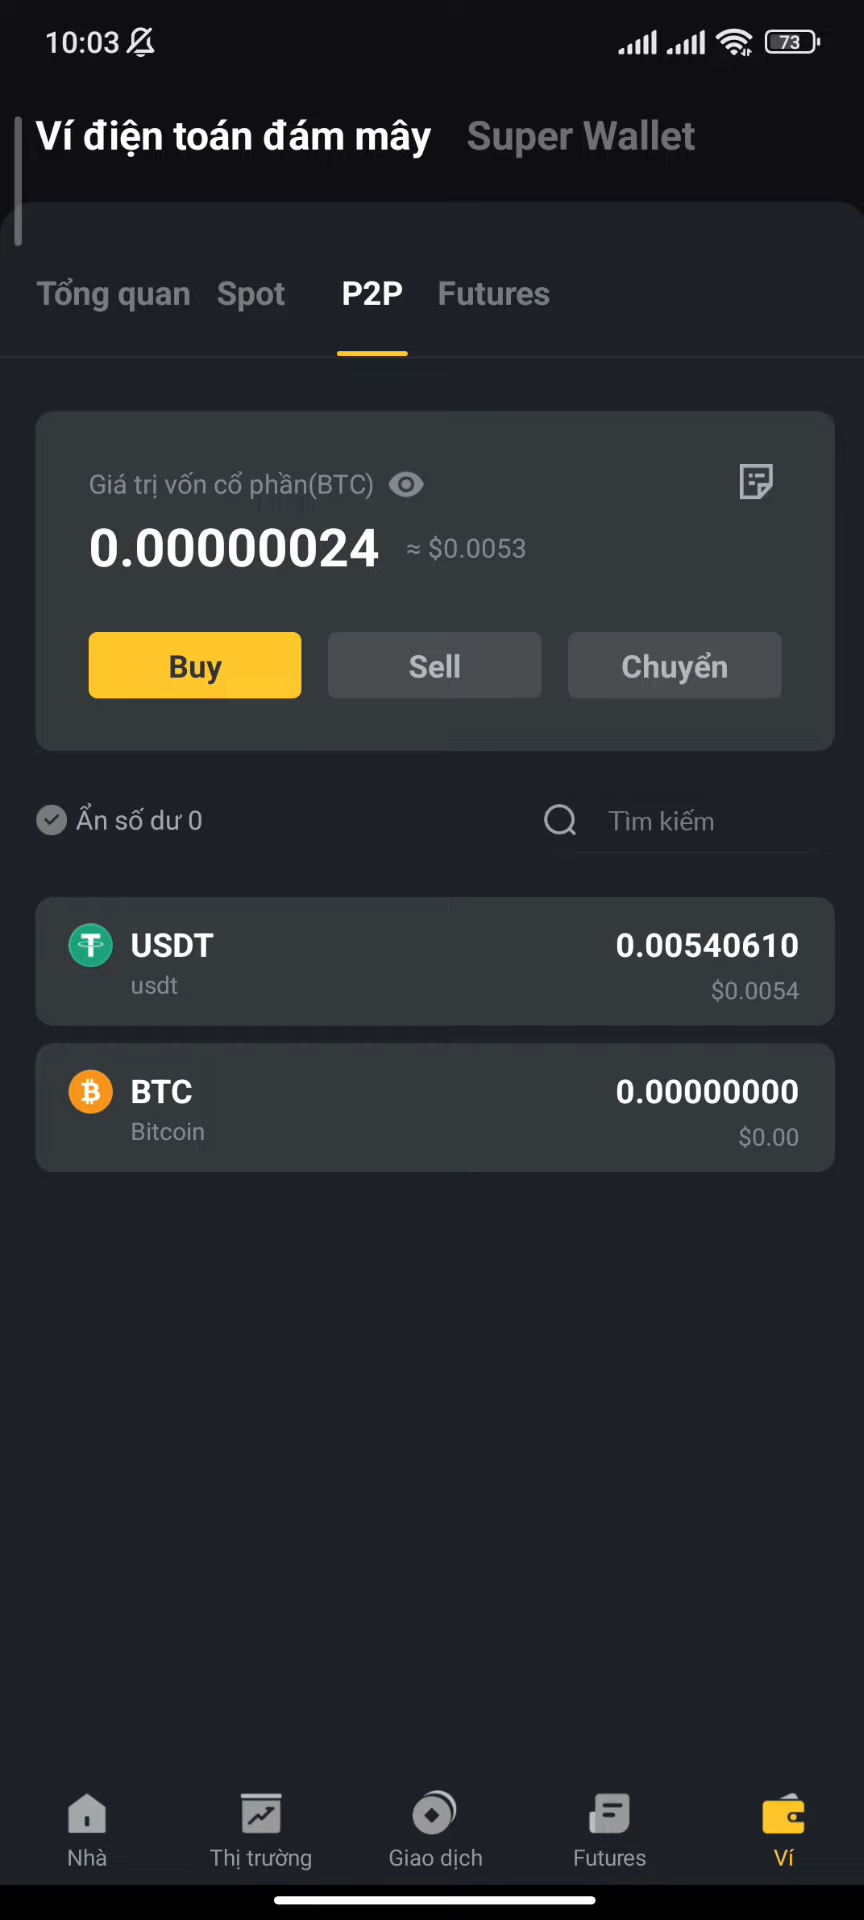 10:03 73
Ví điện toán đám mây Super Wallet
Tổng quan Spot P2P Futures
Giá trị vốn cổ phần(BTC)
0.00000024 ≈ $0.0053
Buy Sell Chuyển
Ẩn số dư 0 Tìm kiếm
USDT 0.00540610
usdt $0.0054
BTC 0.00000000
Bitcoin $0.00
Nhà Thị trường Giao dịch Futures Ví